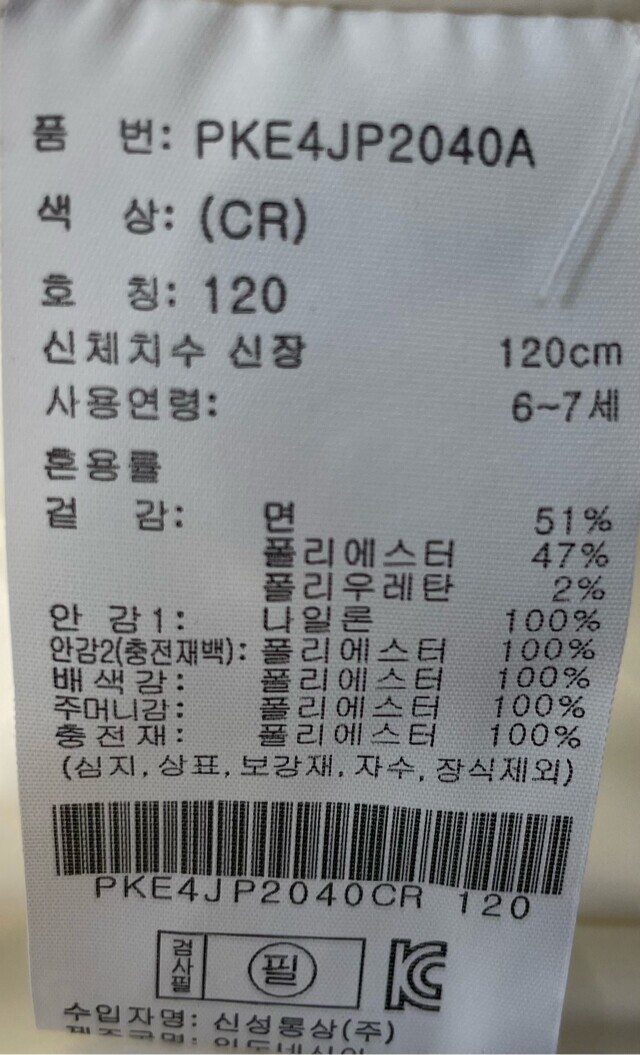 품 번: PKE4JP2040A
색 상: (CR)
호 칭: 120
신체치수 신장 120cm
사용연령: 6~7세
혼용률
겉 감: 면 51%
폴리에스터 47%
폴리우레탄 2%
안 감1: 나일론 100%
안감2(충전재백): 폴리에스터 100%
배색감: 폴리에스터 100%
주머니감: 폴리에스터 100%
충전재: 폴리에스터 100%
(심지, 상표, 보강재, 자수, 장식제외)
PKE4JP2040CR 120
검사필 필 KC
수입자명: 신성통상(주)